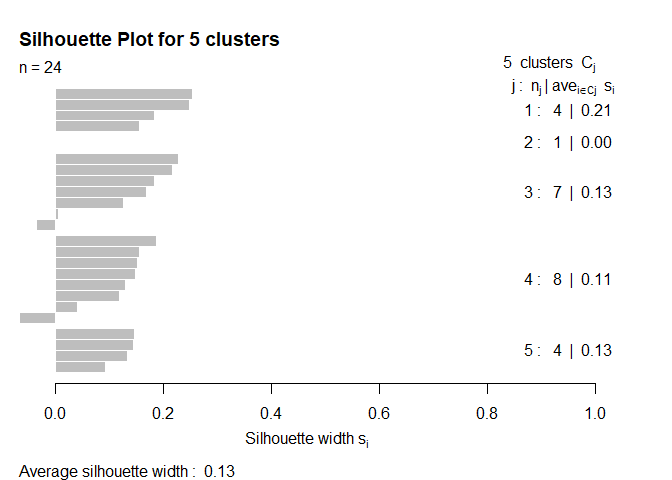 Silhouette Plot for 5 clusters
n = 24
5 clusters Cj
j : nj | avei∈Cj si
1 : 4 | 0.21
2 : 1 | 0.00
3 : 7 | 0.13
4 : 8 | 0.11
5 : 4 | 0.13
0.0 0.2 0.4 0.6 0.8 1.0
Silhouette width si
Average silhouette width : 0.13